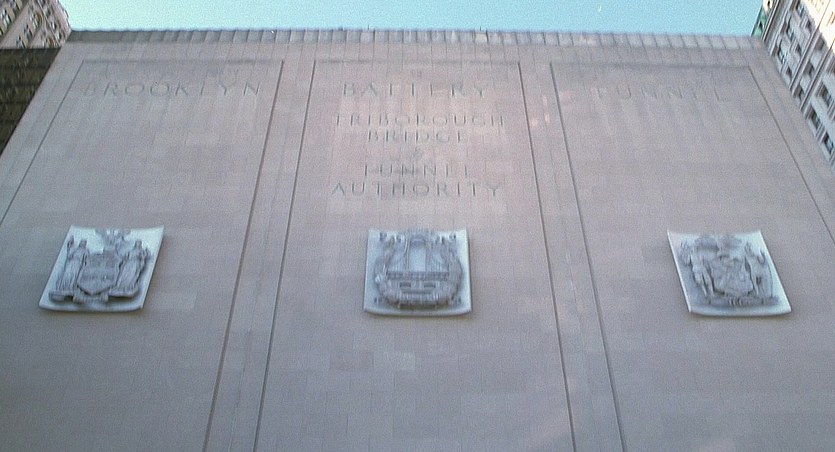 BROOKLYN BATTERY TUNNEL
TRIBOROUGH
BRIDGE
TUNNEL
AUTHORITY